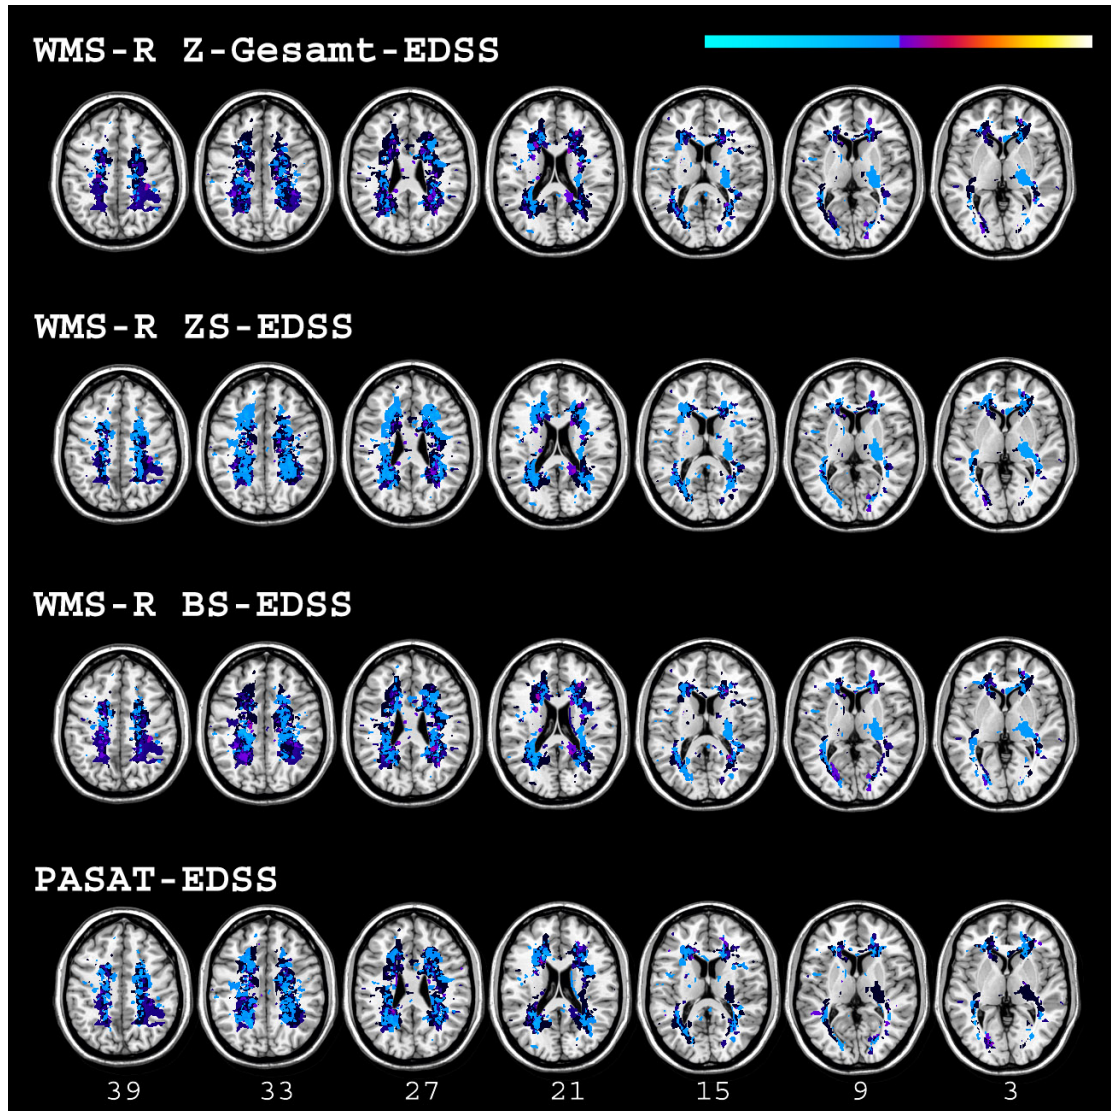 WMS-R Z-Gesamt-EDSS
WMS-R ZS-EDSS
WMS-R BS-EDSS
PASAT-EDSS
39 33 27 21 15 9 3